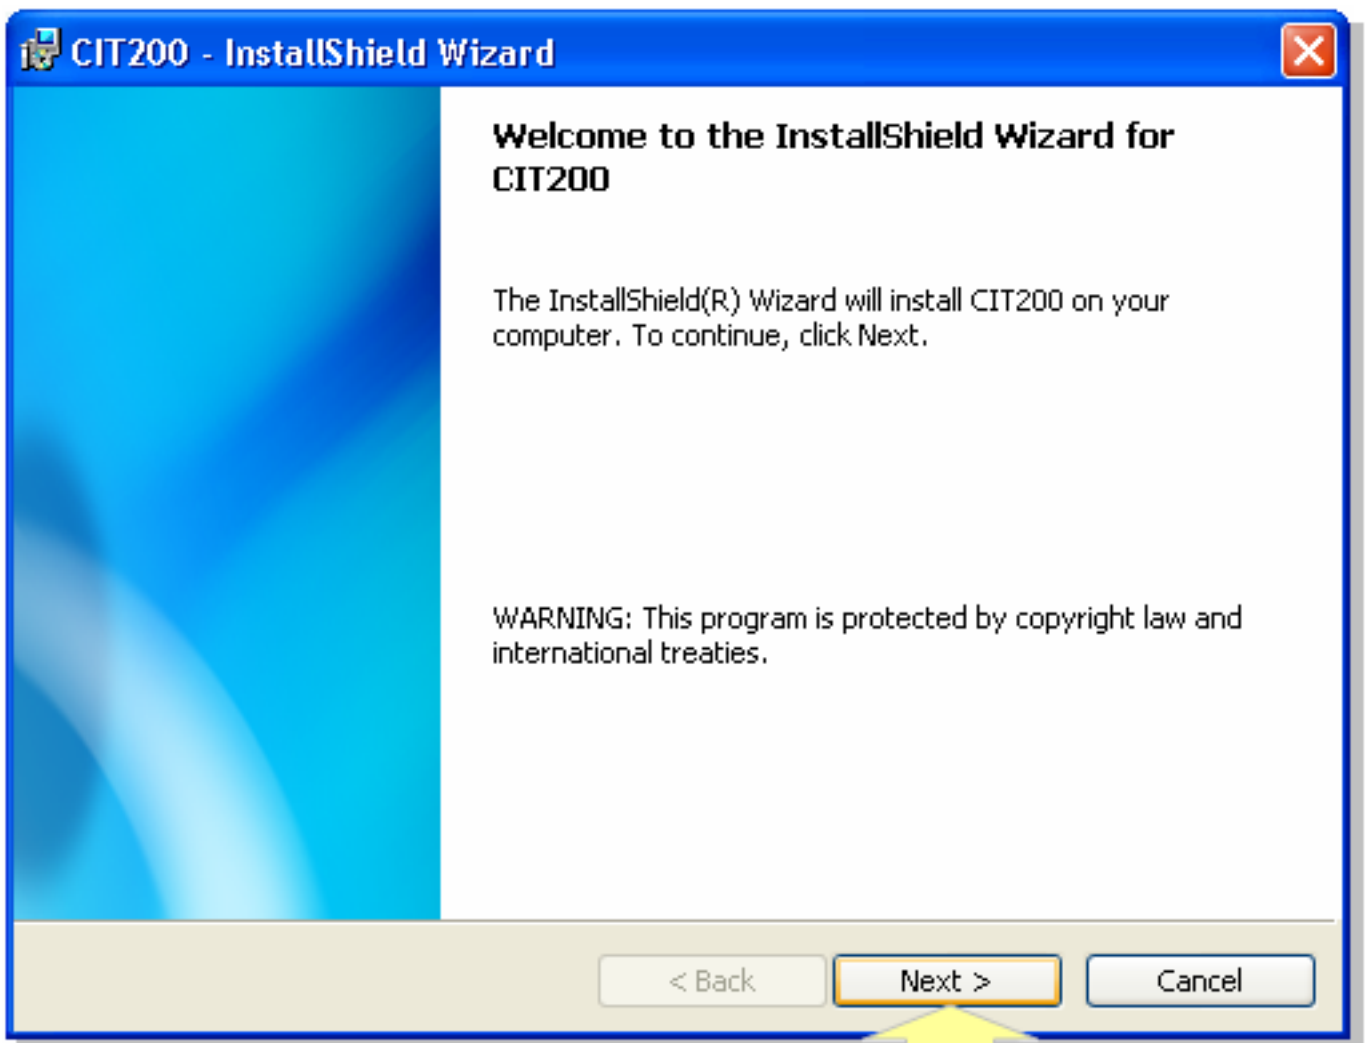 CIT200 - InstallShield Wizard
Welcome to the InstallShield Wizard for
CIT200
The InstallShield(R) Wizard will install CIT200 on your
computer. To continue, click Next.
WARNING: This program is protected by copyright law and
international treaties.
< Back
Next >
Cancel